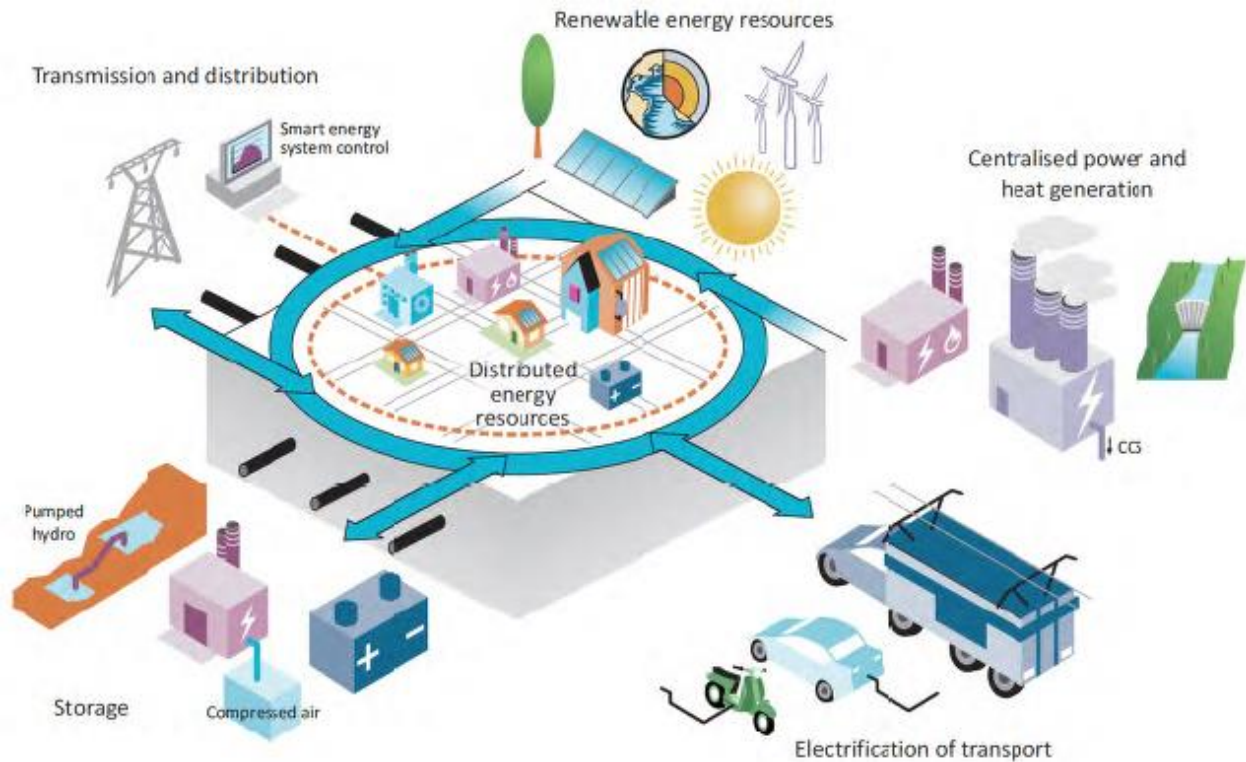 Renewable energy resources
Transmission and distribution
Smart energy
system control
Centralised power and
heat generation
Distributed
energy
resources
CCS
Pumped
hydro
Storage
Compressed air
Electrification of transport